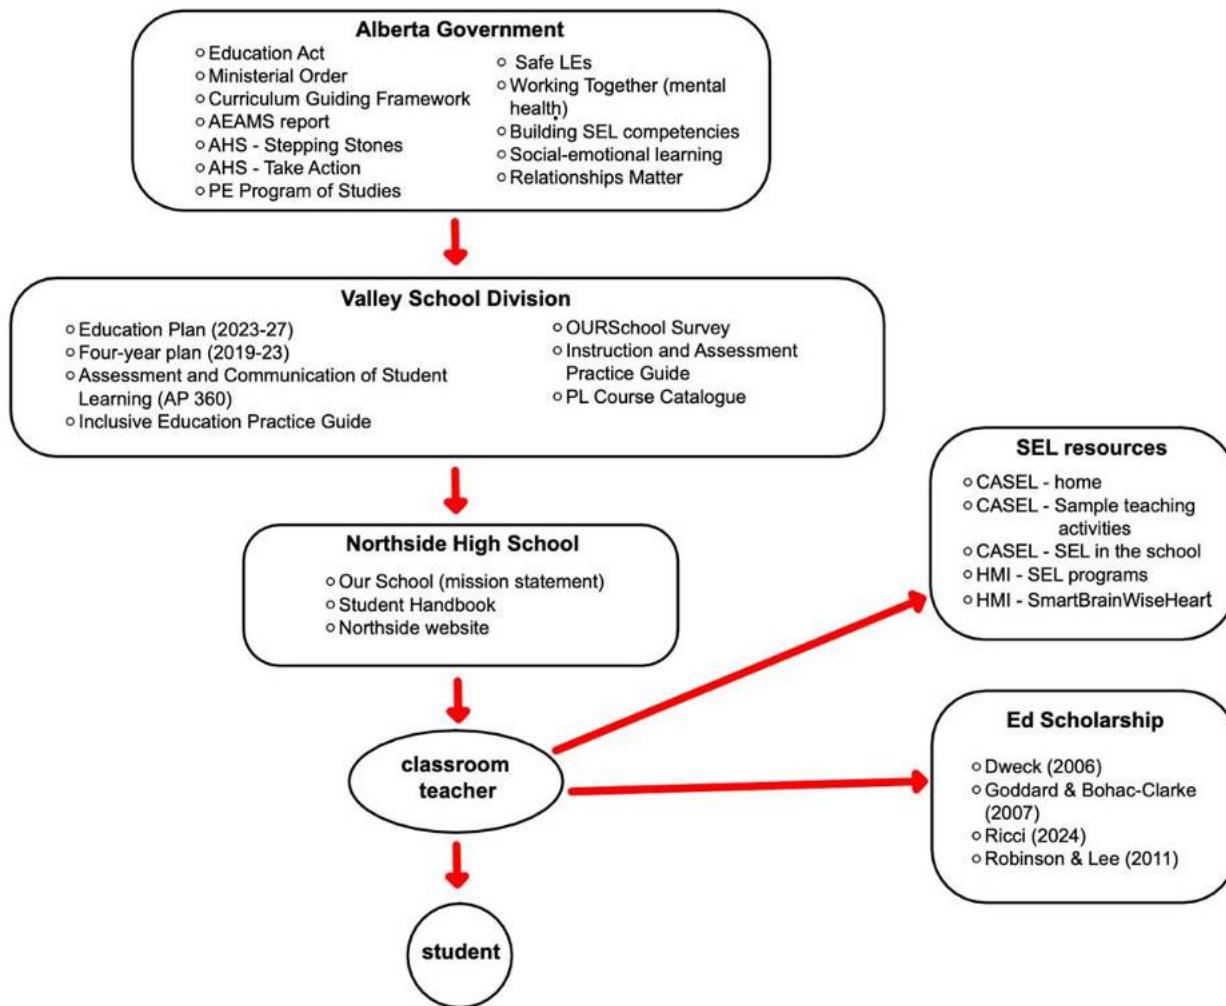 Alberta Government
○ Education Act
○ Ministerial Order
○ Curriculum Guiding Framework
○ AEAMS report
○ AHS - Stepping Stones
○ AHS - Take Action
○ PE Program of Studies
○ Safe LEs
○ Working Together (mental
health)
○ Building SEL competencies
○ Social-emotional learning
○ Relationships Matter
Valley School Division
○ Education Plan (2023-27)
○ Four-year plan (2019-23)
○ Assessment and Communication of Student
Learning (AP 360)
○ Inclusive Education Practice Guide
○ OURSchool Survey
○ Instruction and Assessment
Practice Guide
○ PL Course Catalogue
Northside High School
○ Our School (mission statement)
○ Student Handbook
○ Northside website
classroom
teacher
student
SEL resources
○ CASEL - home
○ CASEL - Sample teaching
activities
○ CASEL - SEL in the school
○ HMI - SEL programs
○ HMI - SmartBrainWiseHeart
Ed Scholarship
○ Dweck (2006)
○ Goddard & Bohac-Clarke
(2007)
○ Ricci (2024)
○ Robinson & Lee (2011)